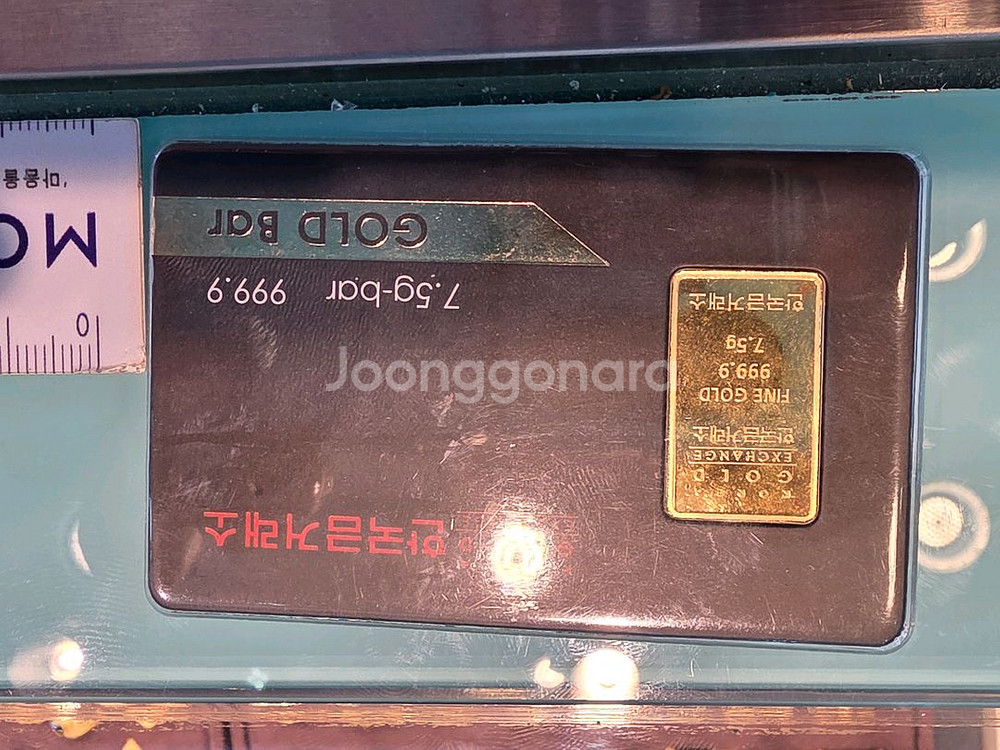 GOLD Bar
7.5g-bar 999.9
한국금거래소
한국금거래소
7.5g
999.9
FINE GOLD
한국금거래소
EXCHANGE
GOLD
Joonggonara
0